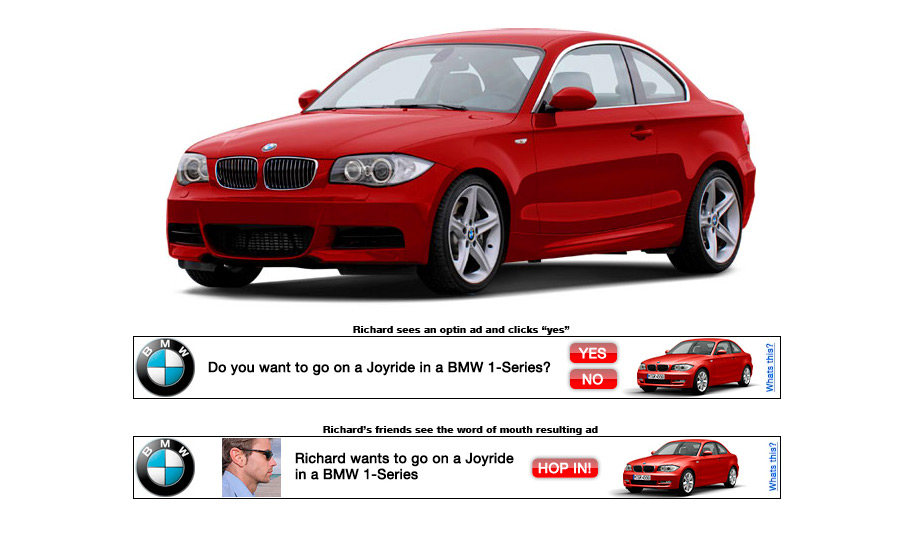 Richard sees an optin ad and clicks “yes”
BMW
Do you want to go on a Joyride in a BMW 1-Series?
YES
NO
Whats this?
Richard’s friends see the word of mouth resulting ad
BMW
Richard wants to go on a Joyride
in a BMW 1-Series
HOP IN!
Whats this?